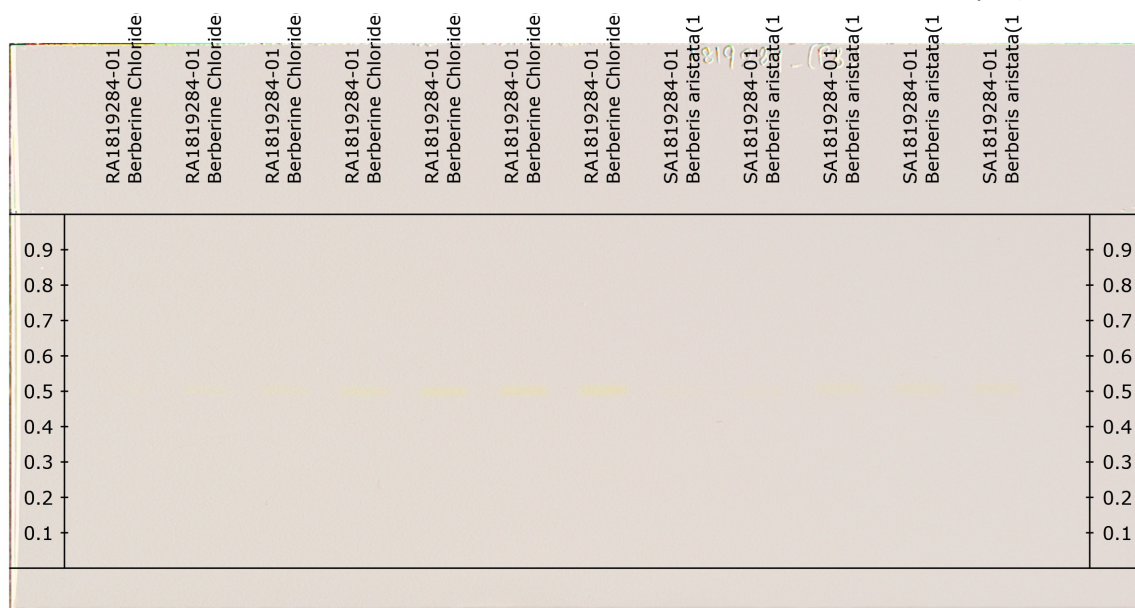 RA1819284-01
Berberine Chloride
RA1819284-01
Berberine Chloride
RA1819284-01
Berberine Chloride
RA1819284-01
Berberine Chloride
RA1819284-01
Berberine Chloride
RA1819284-01
Berberine Chloride
RA1819284-01
Berberine Chloride
SA1819284-01
Berberis aristata(1
SA1819284-01
Berberis aristata(1
SA1819284-01
Berberis aristata(1
SA1819284-01
Berberis aristata(1
SA1819284-01
Berberis aristata(1
0.9 0.9
0.8 0.8
0.7 0.7
0.6 0.6
0.5 0.5
0.4 0.4
0.3 0.3
0.2 0.2
0.1 0.1